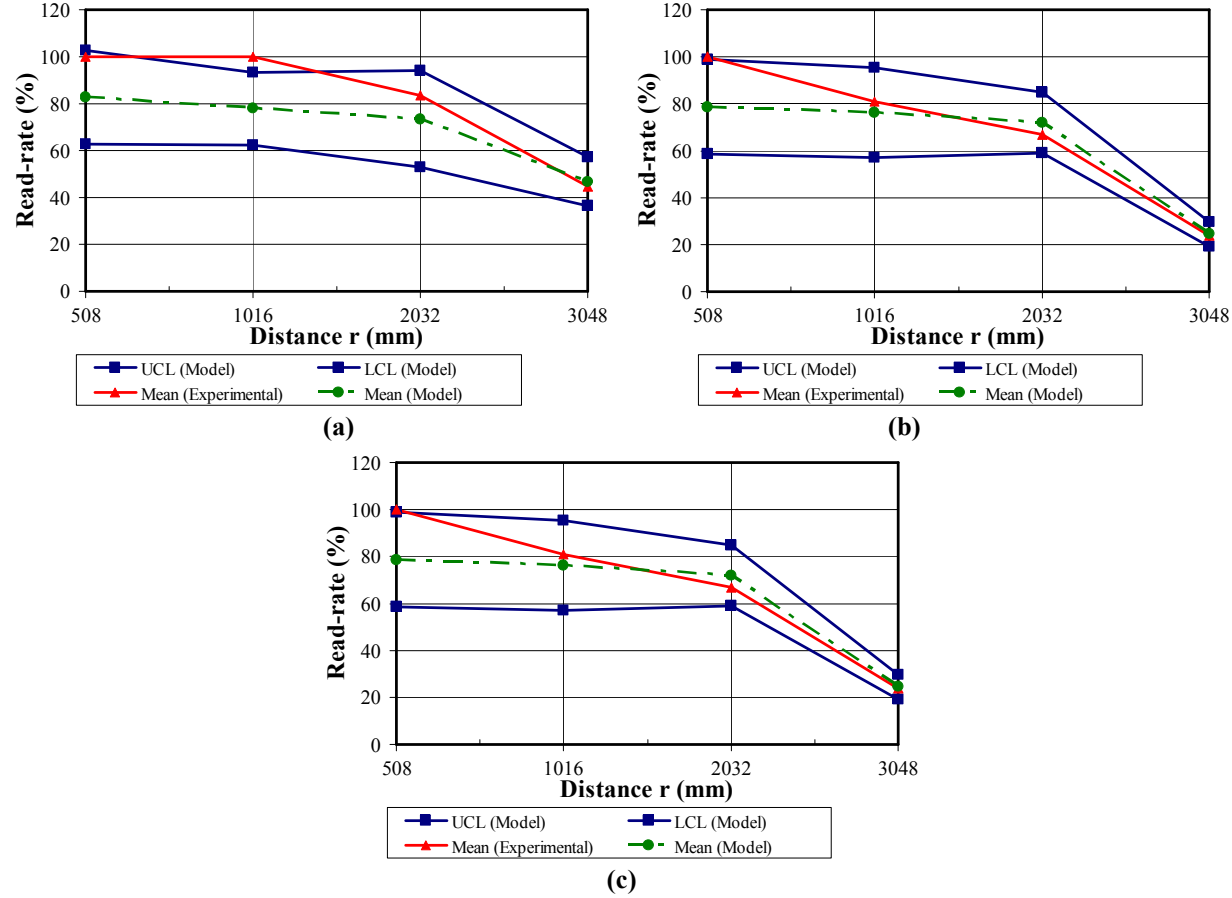 120
100
80
60
40
20
0
Read-rate (%)
508 1016 2032 3048
Distance r (mm)
UCL (Model) LCL (Model)
Mean (Experimental) Mean (Model)
(a)
120
100
80
60
40
20
0
Read-rate (%)
508 1016 2032 3048
Distance r (mm)
UCL (Model) LCL (Model)
Mean (Experimental) Mean (Model)
(b)
120
100
80
60
40
20
0
Read-rate (%)
508 1016 2032 3048
Distance r (mm)
UCL (Model) LCL (Model)
Mean (Experimental) Mean (Model)
(c)